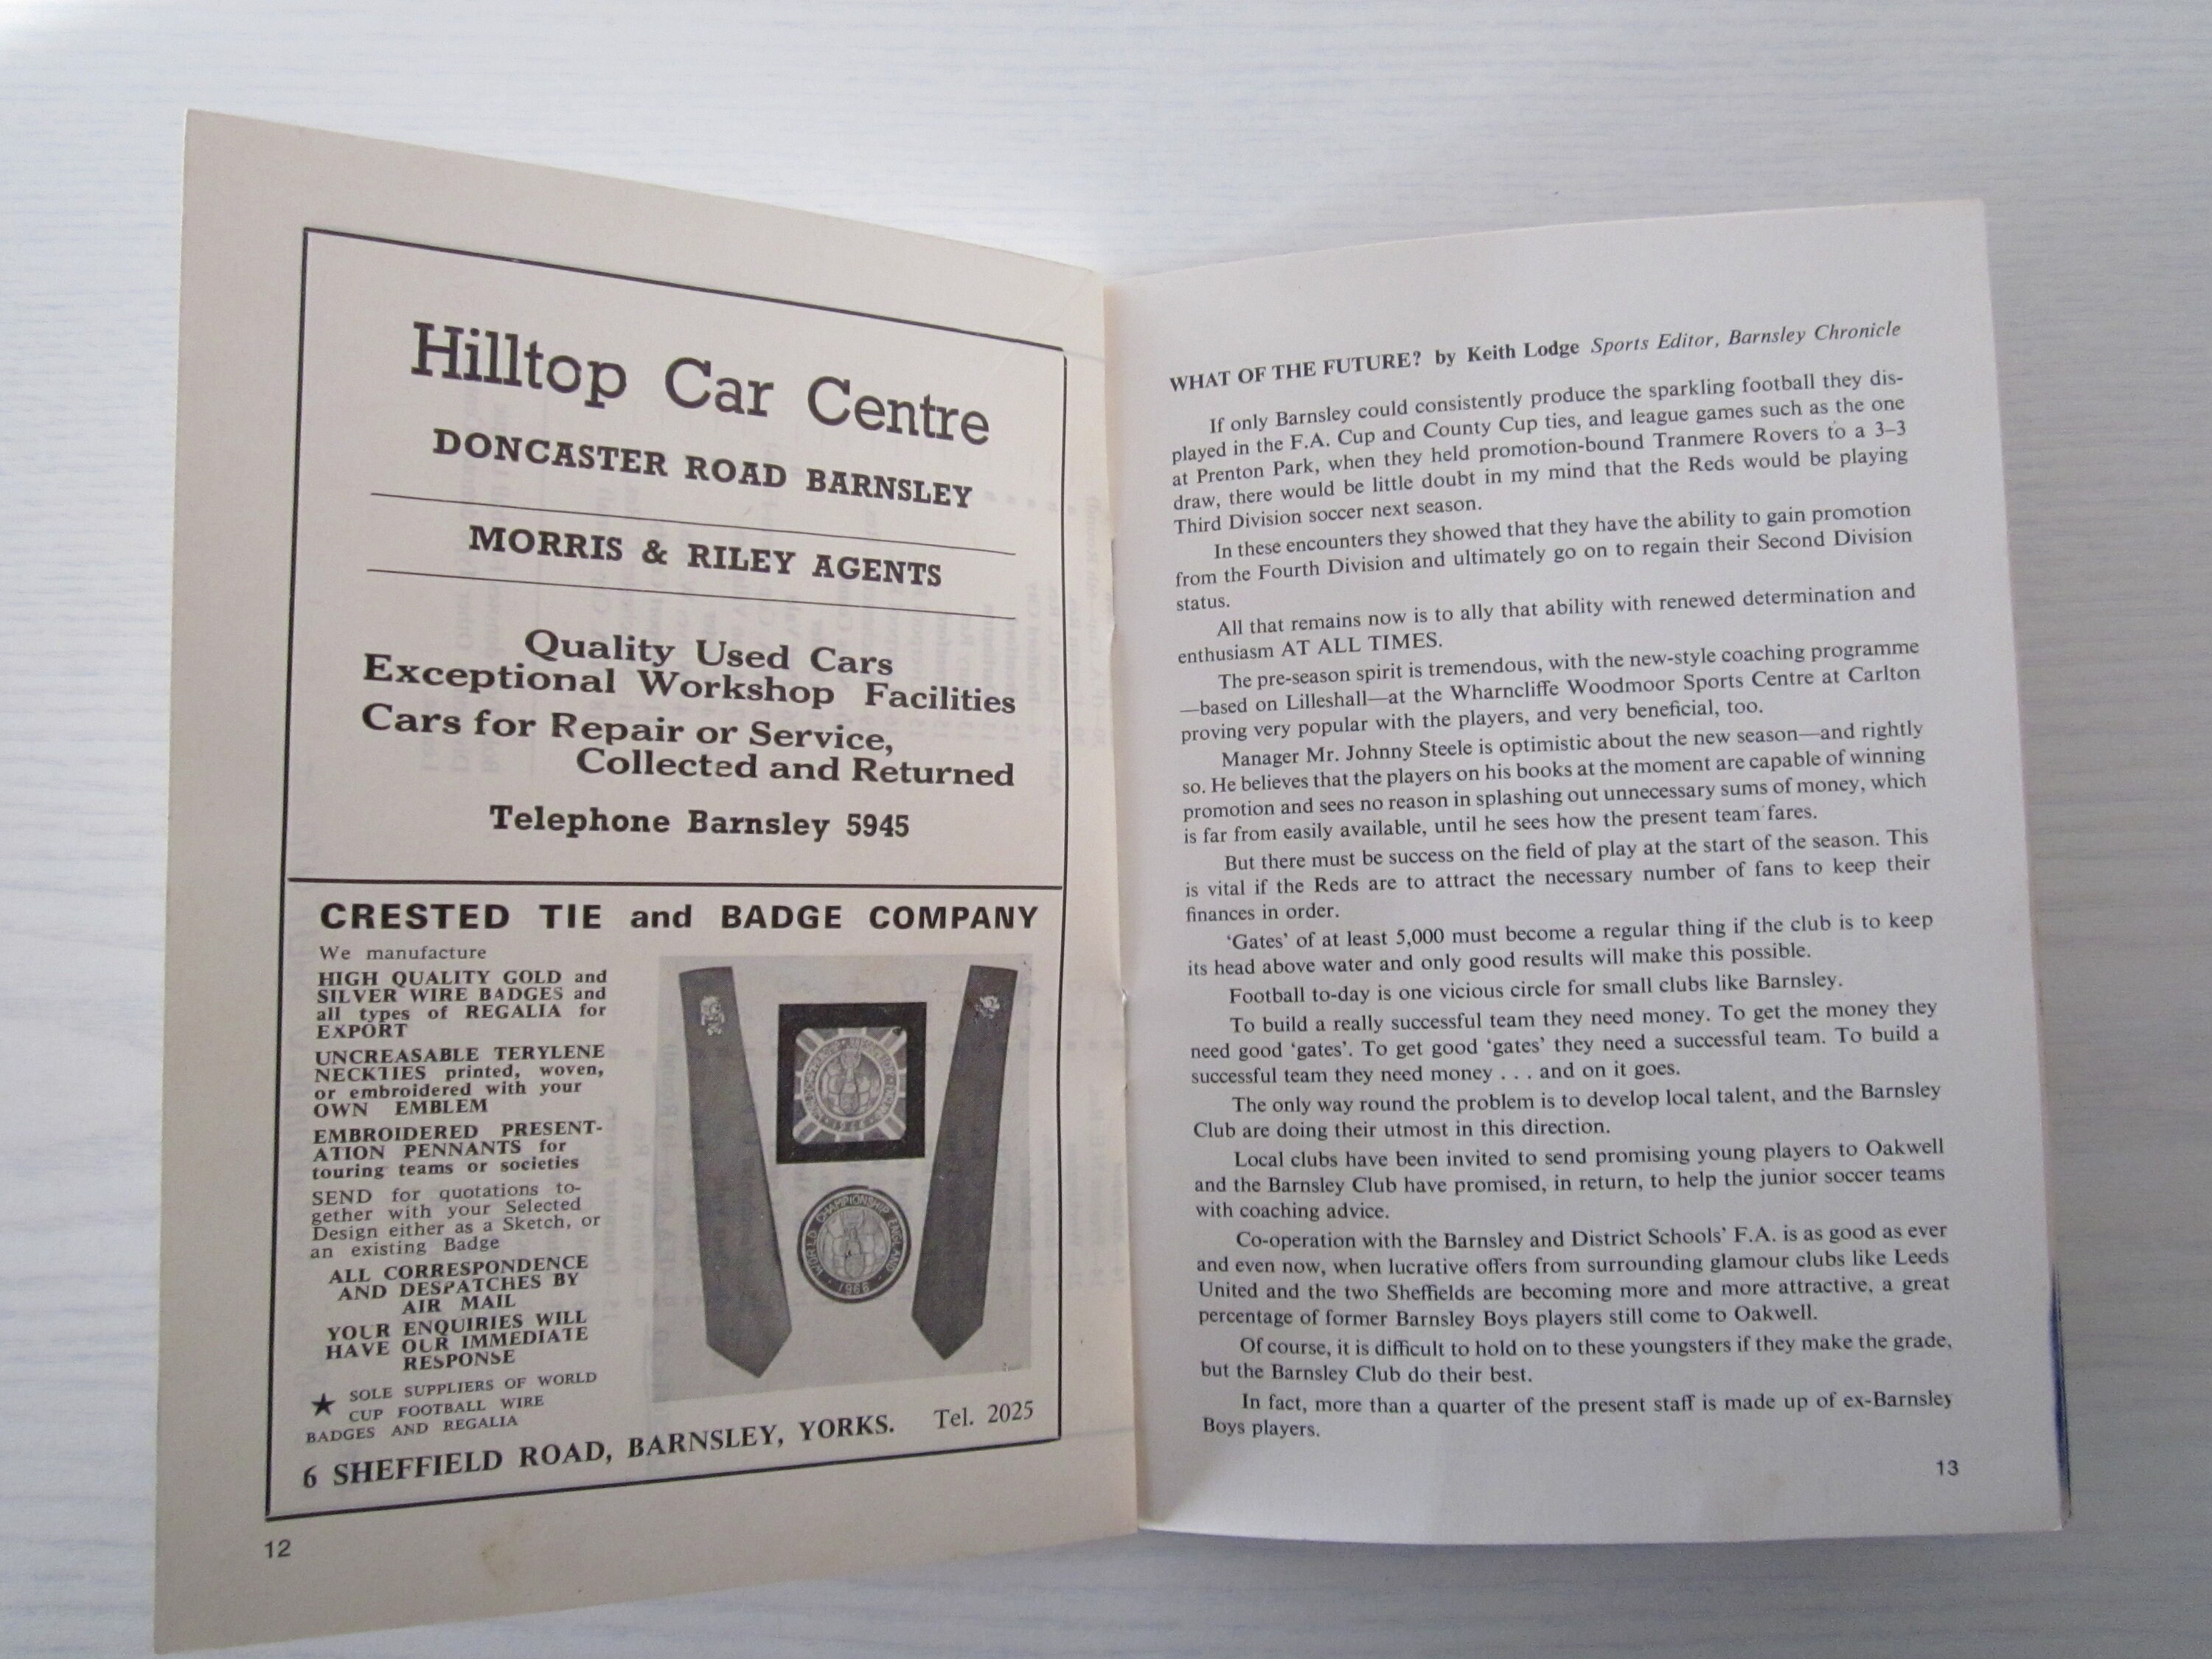 Hilltop Car Centre
DONCASTER ROAD BARNSLEY
MORRIS & RILEY AGENTS
Quality Used Cars
Exceptional Workshop Facilities
Cars for Repair or Service,
Collected and Returned
Telephone Barnsley 5945
CRESTED TIE and BADGE COMPANY
We manufacture
HIGH QUALITY GOLD and
SILVER WIRE BADGES and
all types of REGALIA for
EXPORT
UNCREASABLE TERYLENE
NECKTIES printed, woven,
or embroidered with your
OWN EMBLEM
EMBROIDERED PRESENT-
ATION PENNANTS for
touring teams or societies
SEND for quotations to-
gether with your Selected
Design either as a Sketch, or
an existing Badge
ALL CORRESPONDENCE
AND DESPATCHES BY
AIR MAIL
YOUR ENQUIRIES WILL
HAVE OUR IMMEDIATE
RESPONSE
★ SOLE SUPPLIERS OF WORLD
CUP FOOTBALL WIRE
BADGES AND REGALIA
1966
WORLD CHAMPIONSHIP ENGLAND
1966
6 SHEFFIELD ROAD, BARNSLEY, YORKS. Tel. 2025
12
WHAT OF THE FUTURE? by Keith Lodge Sports Editor, Barnsley Chronicle
If only Barnsley could consistently produce the sparkling football they dis-
played in the F.A. Cup and County Cup ties, and league games such as the one
at Prenton Park, when they held promotion-bound Tranmere Rovers to a 3–3
draw, there would be little doubt in my mind that the Reds would be playing
Third Division soccer next season.
In these encounters they showed that they have the ability to gain promotion
from the Fourth Division and ultimately go on to regain their Second Division
status.
All that remains now is to ally that ability with renewed determination and
enthusiasm AT ALL TIMES.
The pre-season spirit is tremendous, with the new-style coaching programme
—based on Lilleshall—at the Wharncliffe Woodmoor Sports Centre at Carlton
proving very popular with the players, and very beneficial, too.
Manager Mr. Johnny Steele is optimistic about the new season—and rightly
so. He believes that the players on his books at the moment are capable of winning
promotion and sees no reason in splashing out unnecessary sums of money, which
is far from easily available, until he sees how the present team fares.
But there must be success on the field of play at the start of the season. This
is vital if the Reds are to attract the necessary number of fans to keep their
finances in order.
‘Gates’ of at least 5,000 must become a regular thing if the club is to keep
its head above water and only good results will make this possible.
Football to-day is one vicious circle for small clubs like Barnsley.
To build a really successful team they need money. To get the money they
need good ‘gates’. To get good ‘gates’ they need a successful team. To build a
successful team they need money . . . and on it goes.
The only way round the problem is to develop local talent, and the Barnsley
Club are doing their utmost in this direction.
Local clubs have been invited to send promising young players to Oakwell
and the Barnsley Club have promised, in return, to help the junior soccer teams
with coaching advice.
Co-operation with the Barnsley and District Schools’ F.A. is as good as ever
and even now, when lucrative offers from surrounding glamour clubs like Leeds
United and the two Sheffields are becoming more and more attractive, a great
percentage of former Barnsley Boys players still come to Oakwell.
Of course, it is difficult to hold on to these youngsters if they make the grade,
but the Barnsley Club do their best.
In fact, more than a quarter of the present staff is made up of ex-Barnsley
Boys players.
13